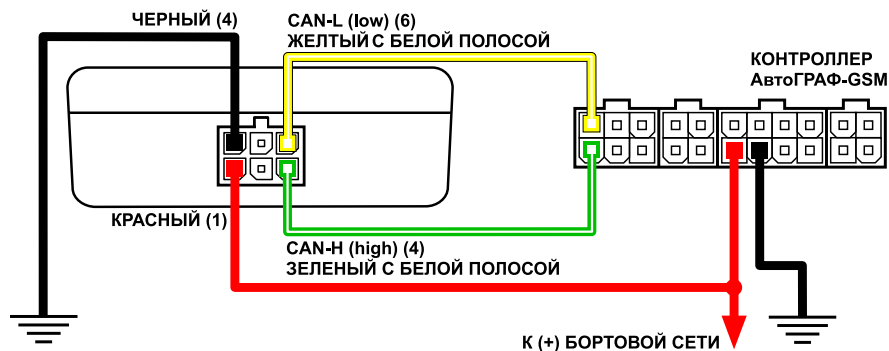 ЧЕРНЫЙ (4)
CAN-L (low) (6)
ЖЕЛТЫЙ С БЕЛОЙ ПОЛОСОЙ
КОНТРОЛЛЕР
АвтоГРАФ-GSM
КРАСНЫЙ (1)
CAN-H (high) (4)
ЗЕЛЕНЫЙ С БЕЛОЙ ПОЛОСОЙ
К (+) БОРТОВОЙ СЕТИ